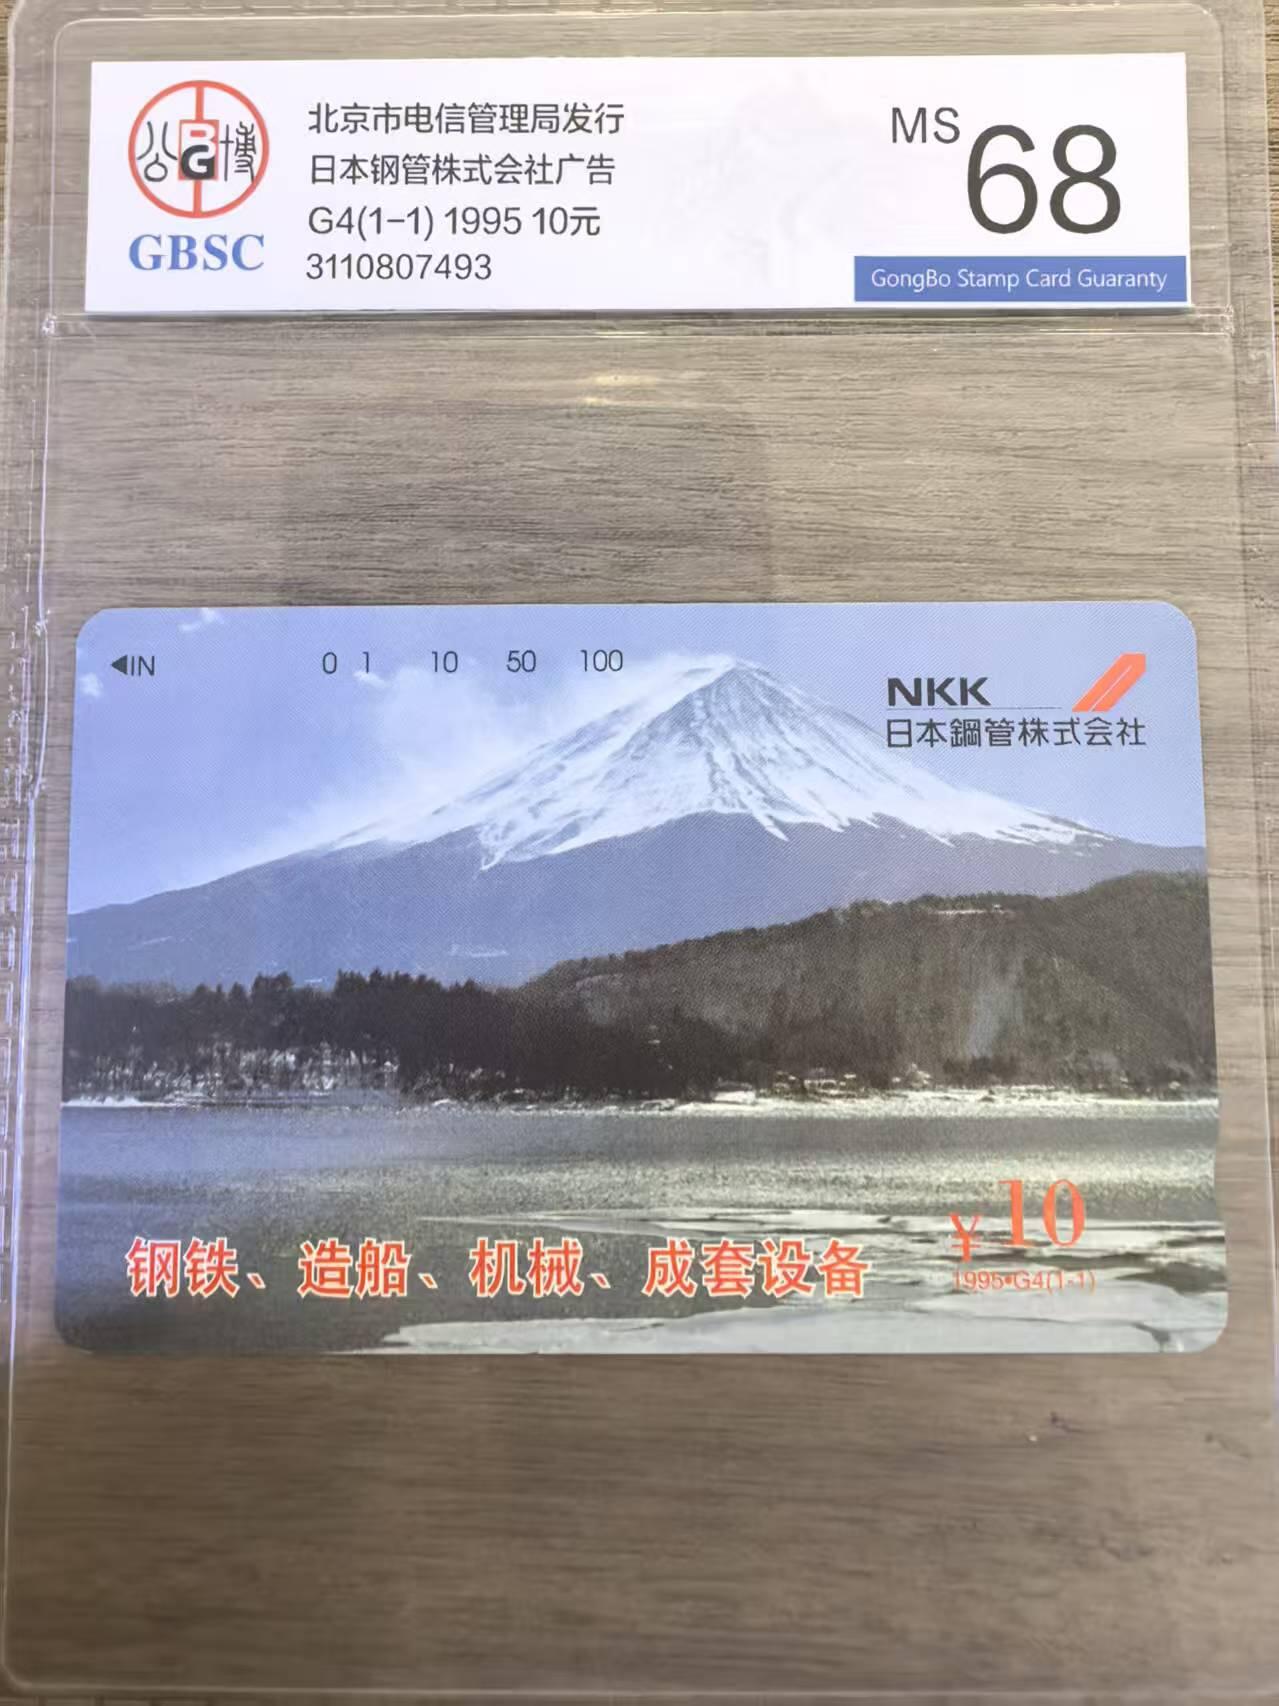 公博
BG
GBSC
北京市电信管理局发行
日本钢管株式会社广告
G4(1-1) 1995 10元
3110807493
MS 68
GongBo Stamp Card Guaranty
◀IN 0 1 10 50 100
NKK
日本鋼管株式会社
¥10
钢铁、造船、机械、成套设备
1995•G4(1-1)